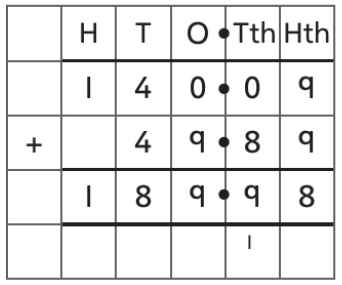 H T O • Tth Hth
1 4 0 • 0 9
+ 4 9 • 8 9
1 8 9 • 9 8
1